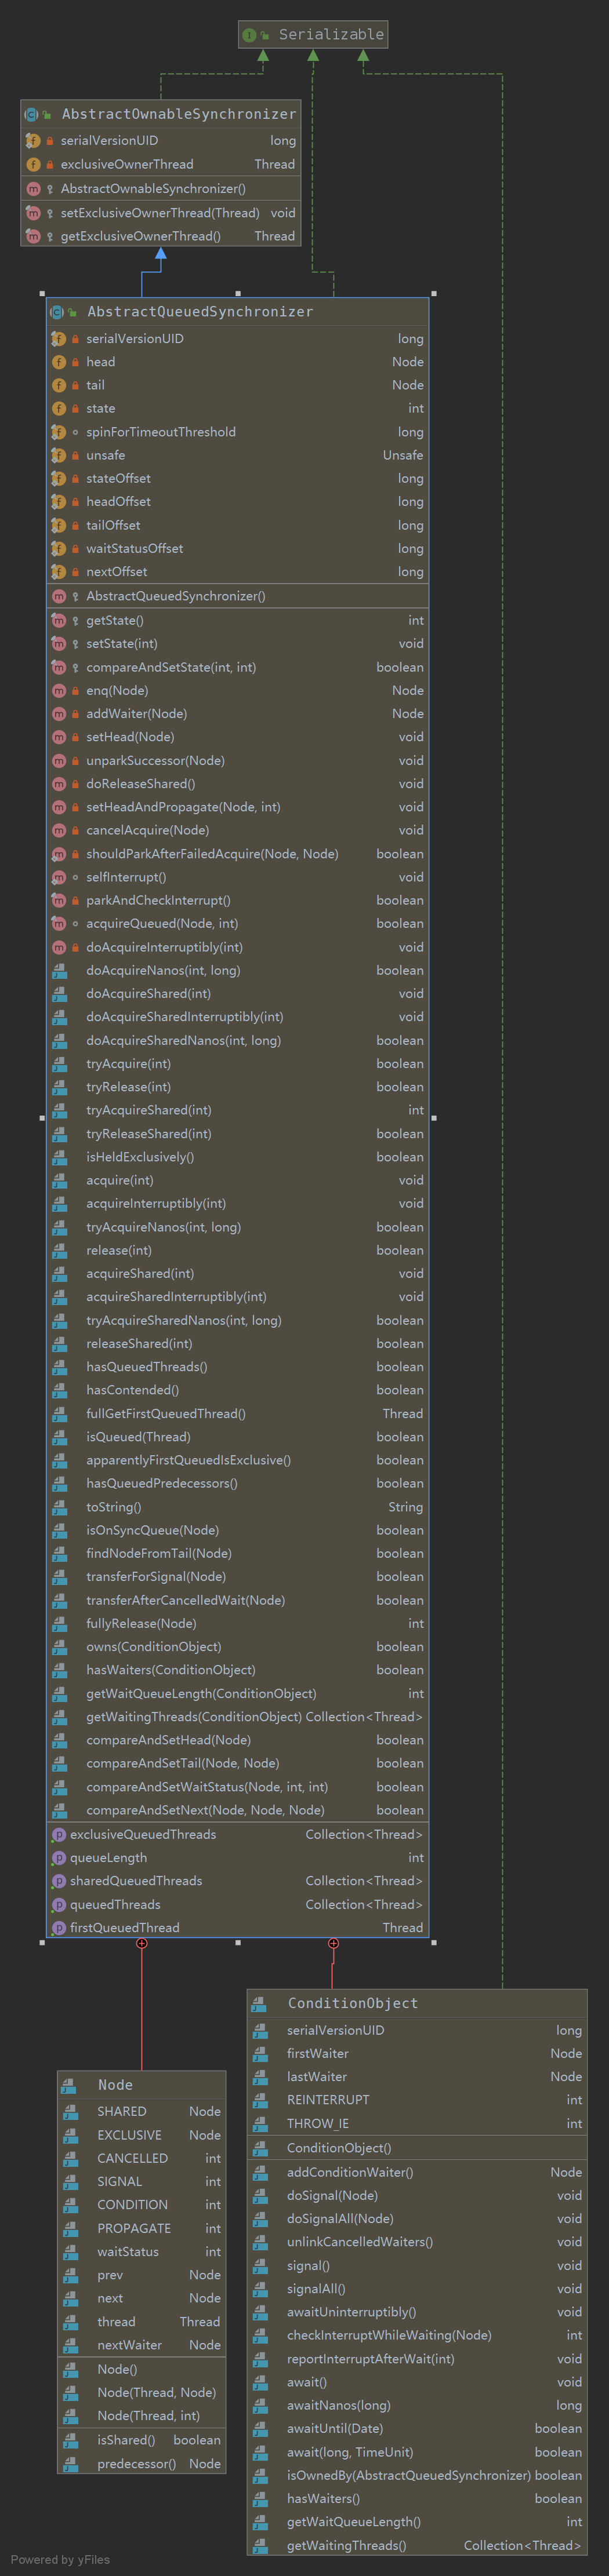 Serializable
AbstractOwnableSynchronizer
serialVersionUID long
exclusiveOwnerThread Thread
AbstractOwnableSynchronizer()
setExclusiveOwnerThread(Thread) void
getExclusiveOwnerThread() Thread
AbstractQueuedSynchronizer
serialVersionUID long
head Node
tail Node
state int
spinForTimeoutThreshold long
unsafe Unsafe
stateOffset long
headOffset long
tailOffset long
waitStatusOffset long
nextOffset long
AbstractQueuedSynchronizer()
getState() int
setState(int) void
compareAndSetState(int, int) boolean
enq(Node) Node
addWaiter(Node) Node
setHead(Node) void
unparkSuccessor(Node) void
doReleaseShared() void
setHeadAndPropagate(Node, int) void
cancelAcquire(Node) void
shouldParkAfterFailedAcquire(Node, Node) boolean
selfInterrupt() void
parkAndCheckInterrupt() boolean
acquireQueued(Node, int) boolean
doAcquireInterruptibly(int) void
doAcquireNanos(int, long) boolean
doAcquireShared(int) void
doAcquireSharedInterruptibly(int) void
doAcquireSharedNanos(int, long) boolean
tryAcquire(int) boolean
tryRelease(int) boolean
tryAcquireShared(int) int
tryReleaseShared(int) boolean
isHeldExclusively() boolean
acquire(int) void
acquireInterruptibly(int) void
tryAcquireNanos(int, long) boolean
release(int) boolean
acquireShared(int) void
acquireSharedInterruptibly(int) void
tryAcquireSharedNanos(int, long) boolean
releaseShared(int) boolean
hasQueuedThreads() boolean
hasContended() boolean
fullGetFirstQueuedThread() Thread
isQueued(Thread) boolean
apparentlyFirstQueuedIsExclusive() boolean
hasQueuedPredecessors() boolean
toString() String
isOnSyncQueue(Node) boolean
findNodeFromTail(Node) boolean
transferForSignal(Node) boolean
transferAfterCancelledWait(Node) boolean
fullyRelease(Node) int
owns(ConditionObject) boolean
hasWaiters(ConditionObject) boolean
getWaitQueueLength(ConditionObject) int
getWaitingThreads(ConditionObject) Collection<Thread>
compareAndSetHead(Node) boolean
compareAndSetTail(Node, Node) boolean
compareAndSetWaitStatus(Node, int, int) boolean
compareAndSetNext(Node, Node, Node) boolean
exclusiveQueuedThreads Collection<Thread>
queueLength int
sharedQueuedThreads Collection<Thread>
queuedThreads Collection<Thread>
firstQueuedThread Thread
ConditionObject
serialVersionUID long
firstWaiter Node
lastWaiter Node
REINTERRUPT int
THROW_IE int
ConditionObject()
addConditionWaiter() Node
doSignal(Node) void
doSignalAll(Node) void
unlinkCancelledWaiters() void
signal() void
signalAll() void
awaitUninterruptibly() void
checkInterruptWhileWaiting(Node) int
reportInterruptAfterWait(int) void
await() void
awaitNanos(long) long
awaitUntil(Date) boolean
await(long, TimeUnit) boolean
isOwnedBy(AbstractQueuedSynchronizer) boolean
hasWaiters() boolean
getWaitQueueLength() int
getWaitingThreads() Collection<Thread>
Node
SHARED Node
EXCLUSIVE Node
CANCELLED int
SIGNAL int
CONDITION int
PROPAGATE int
waitStatus int
prev Node
next Node
thread Thread
nextWaiter Node
Node()
Node(Thread, Node)
Node(Thread, int)
isShared() boolean
predecessor() Node
Powered by yFiles